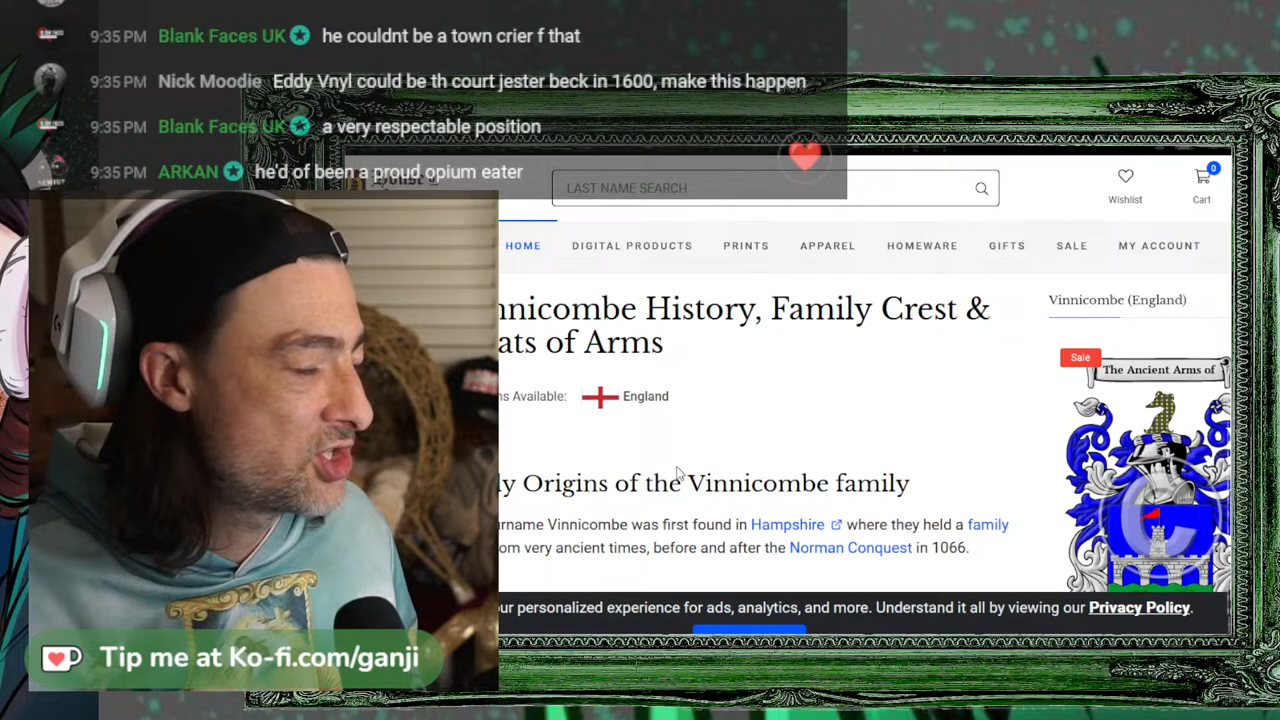 9:35 PM Blank Faces UK he couldnt be a town crier f that
9:35 PM Nick Moodie Eddy Vnyl could be th court jester beck in 1600, make this happen
9:35 PM Blank Faces UK a very respectable position
9:35 PM ARKAN he'd of been a proud opium eater
LAST NAME SEARCH
0
Wishlist
Cart
HOME
DIGITAL PRODUCTS
PRINTS
APPAREL
HOMEWARE
GIFTS
SALE
MY ACCOUNT
nnicombe History, Family Crest &
ats of Arms
ns Available: England
ly Origins of the Vinnicombe family
urname Vinnicombe was first found in Hampshire where they held a family
om very ancient times, before and after the Norman Conquest in 1066.
Vinnicombe (England)
Sale
The Ancient Arms of
C
ur personalized experience for ads, analytics, and more. Understand it all by viewing our Privacy Policy.
Tip me at Ko-fi.com/ganji